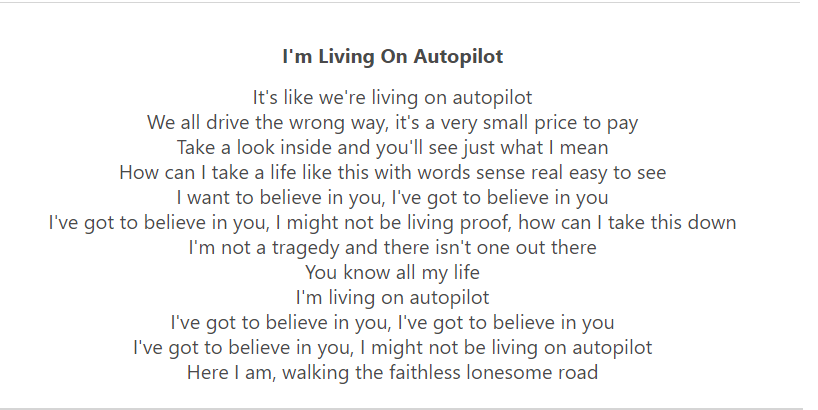 I'm Living On Autopilot
It's like we're living on autopilot
We all drive the wrong way, it's a very small price to pay
Take a look inside and you'll see just what I mean
How can I take a life like this with words sense real easy to see
I want to believe in you, I've got to believe in you
I've got to believe in you, I might not be living proof, how can I take this down
I'm not a tragedy and there isn't one out there
You know all my life
I'm living on autopilot
I've got to believe in you, I've got to believe in you
I've got to believe in you, I might not be living on autopilot
Here I am, walking the faithless lonesome road